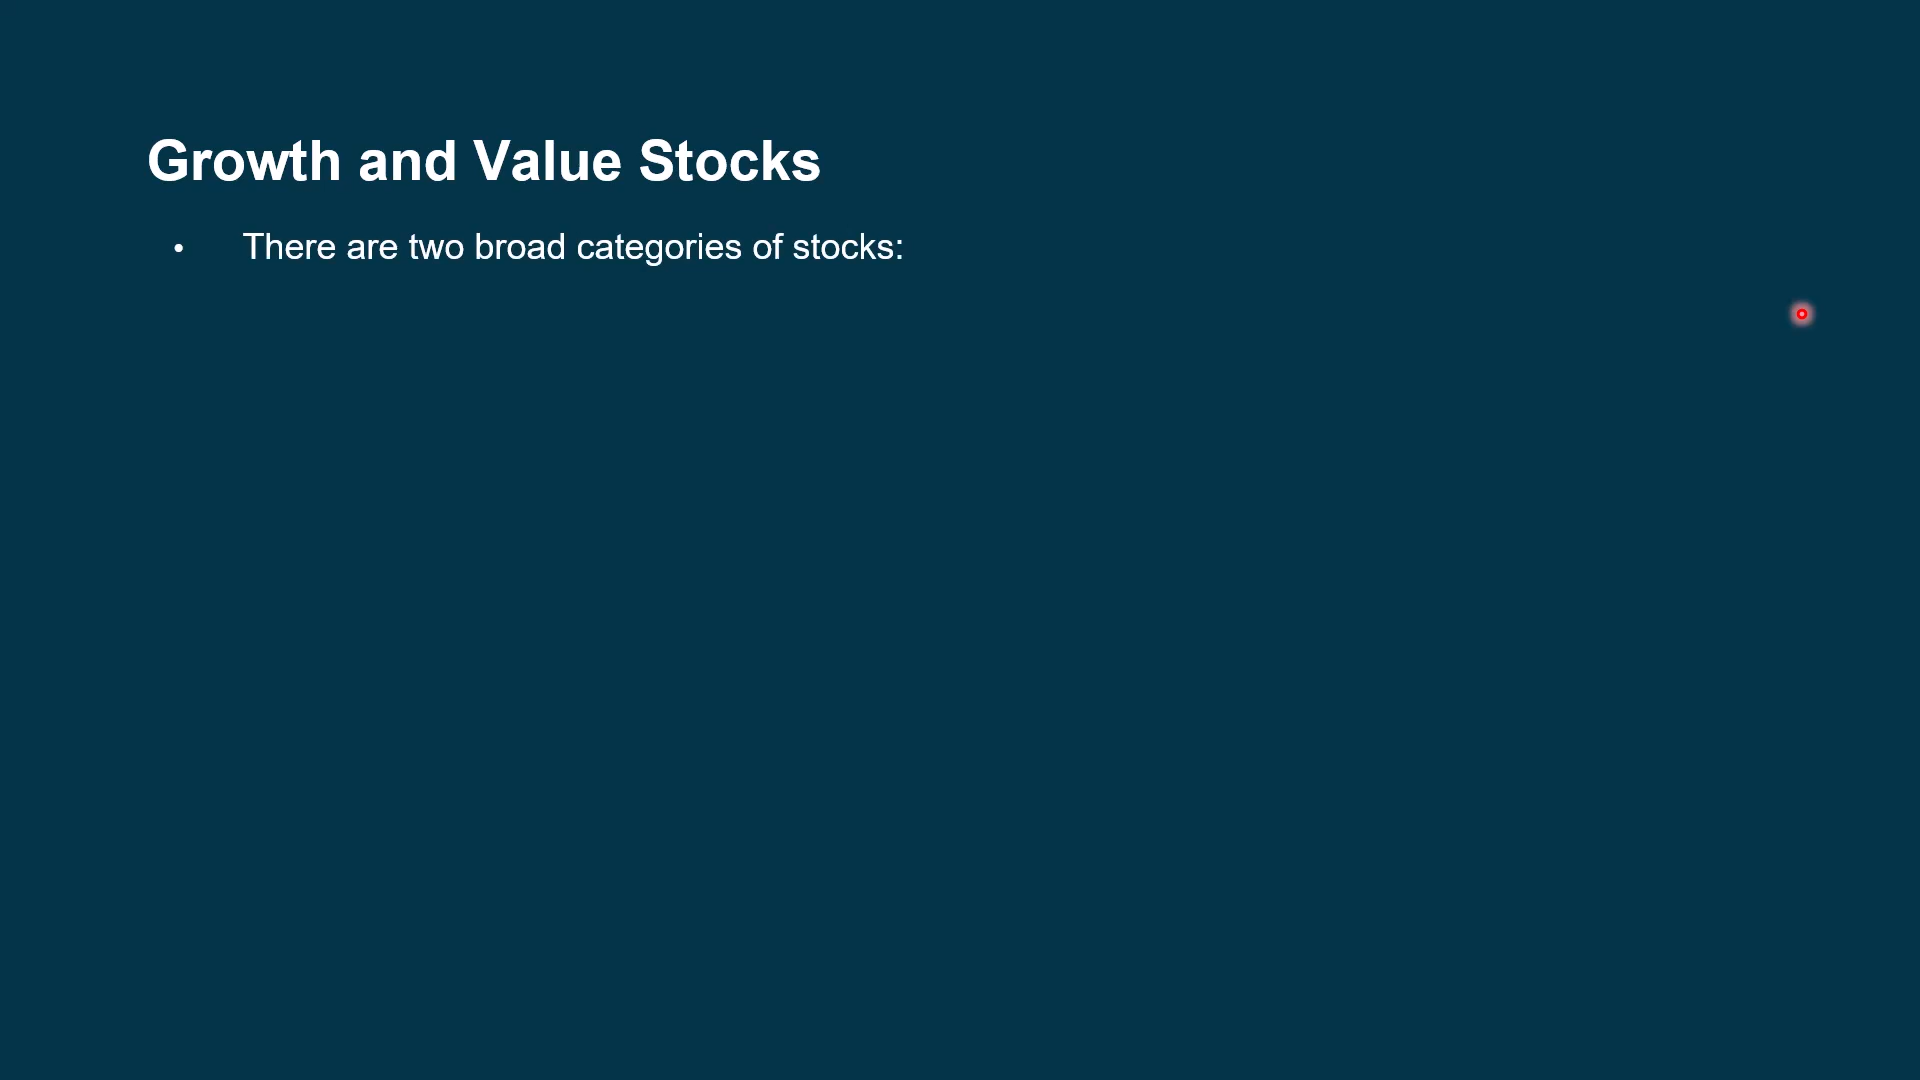 Growth and Value Stocks
• There are two broad categories of stocks: